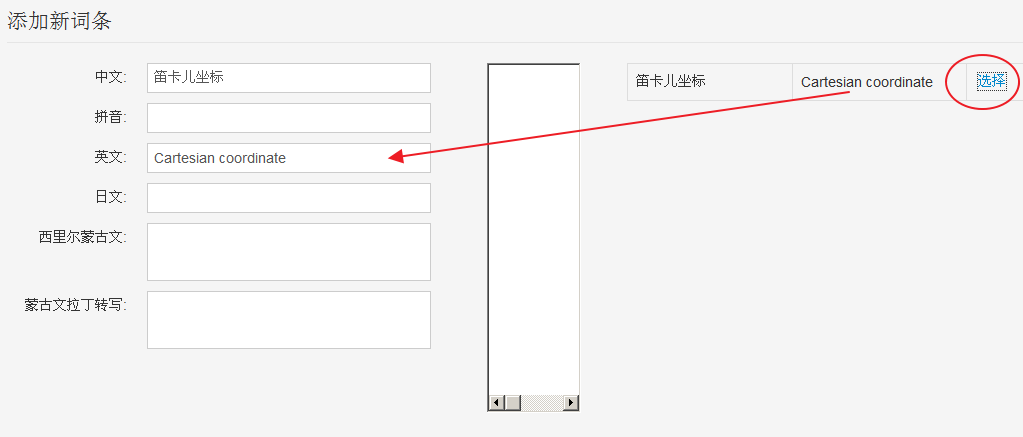 添加新词条
中文: 笛卡儿坐标
拼音:
英文: Cartesian coordinate
日文:
西里尔蒙古文:
蒙古文拉丁转写:
笛卡儿坐标 Cartesian coordinate 选择